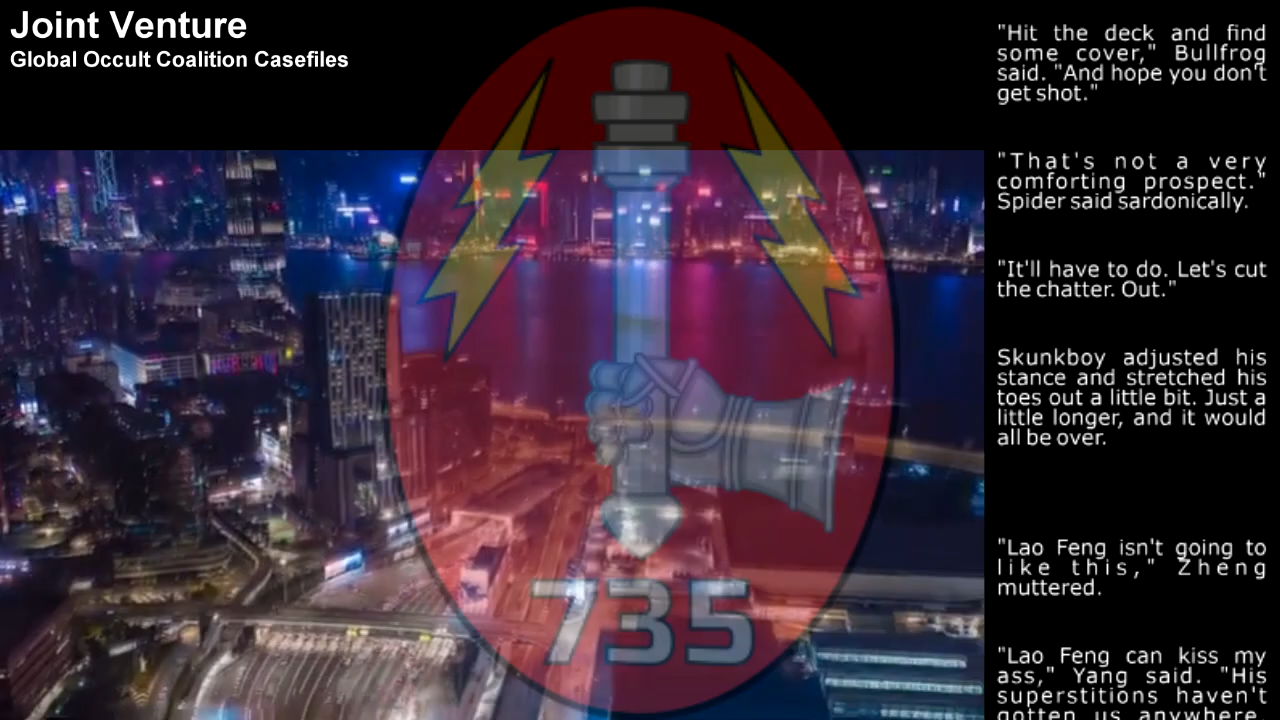 Joint Venture
Global Occult Coalition Casefiles
735
"Hit the deck and find
some cover," Bullfrog
said. "And hope you don't
get shot."
"That's not a very
comforting prospect."
Spider said sardonically.
"It'll have to do. Let's cut
the chatter. Out."
Skunkboy adjusted his
stance and stretched his
toes out a little bit. Just a
little longer, and it would
all be over.
"Lao Feng isn't going to
like this," Zheng
muttered.
"Lao Feng can kiss my
ass," Yang said. "His
superstitions haven't
gotten us anywhere.